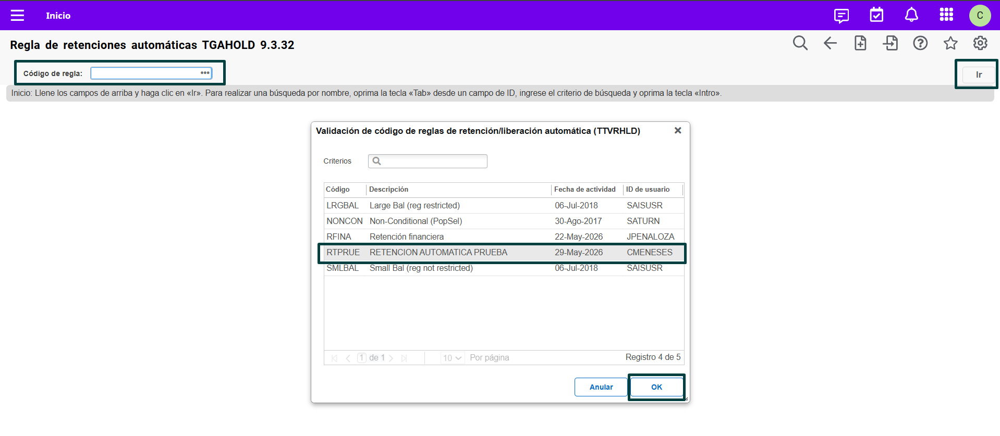 Inicio
C
Regla de retenciones automáticas TGAHOLD 9.3.32
Código de regla:
Ir
Inicio: Llene los campos de arriba y haga clic en «Ir». Para realizar una búsqueda por nombre, oprima la tecla «Tab» desde un campo de ID, ingrese el criterio de búsqueda y oprima la tecla «Intro».
Validación de código de reglas de retención/liberación automática (TTVRHLD)
Criterios
Código Descripción Fecha de actividad ID de usuario
LRGBAL Large Bal (reg restricted) 06-Jul-2018 SAISUSR
NONCON Non-Conditional (PopSel) 30-Ago-2017 SATURN
RFINA Retención financiera 22-May-2026 JPENALOZA
RTPRUE RETENCION AUTOMATICA PRUEBA 29-May-2026 CMENESES
SMLBAL Small Bal (reg not restricted) 06-Jul-2018 SAISUSR
1 de 1 10 Por página Registro 4 de 5
Anular OK